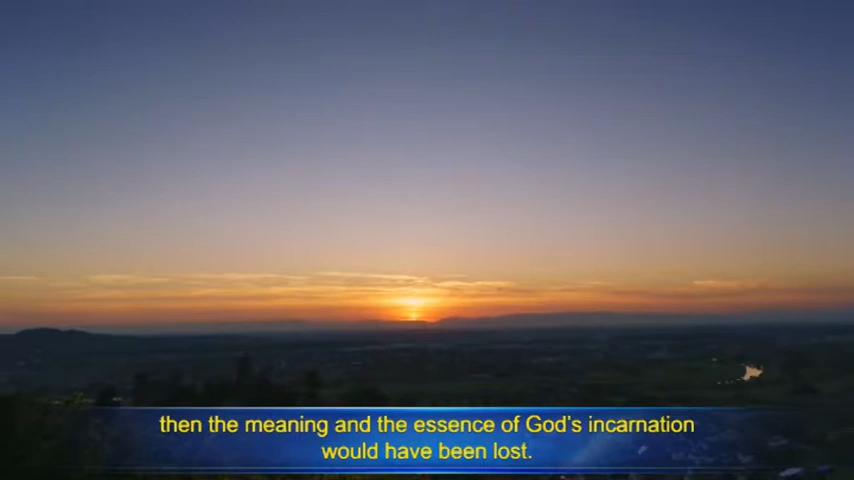 then the meaning and the essence of God's incarnation
would have been lost.